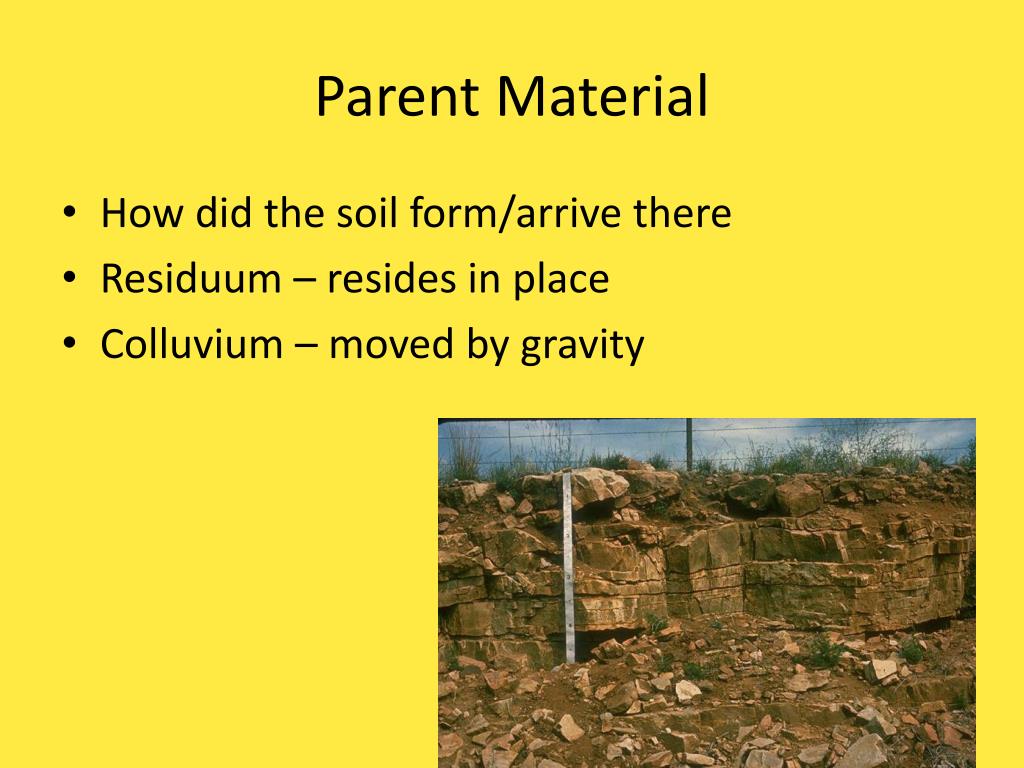 Parent Material
• How did the soil form/arrive there
• Residuum – resides in place
• Colluvium – moved by gravity